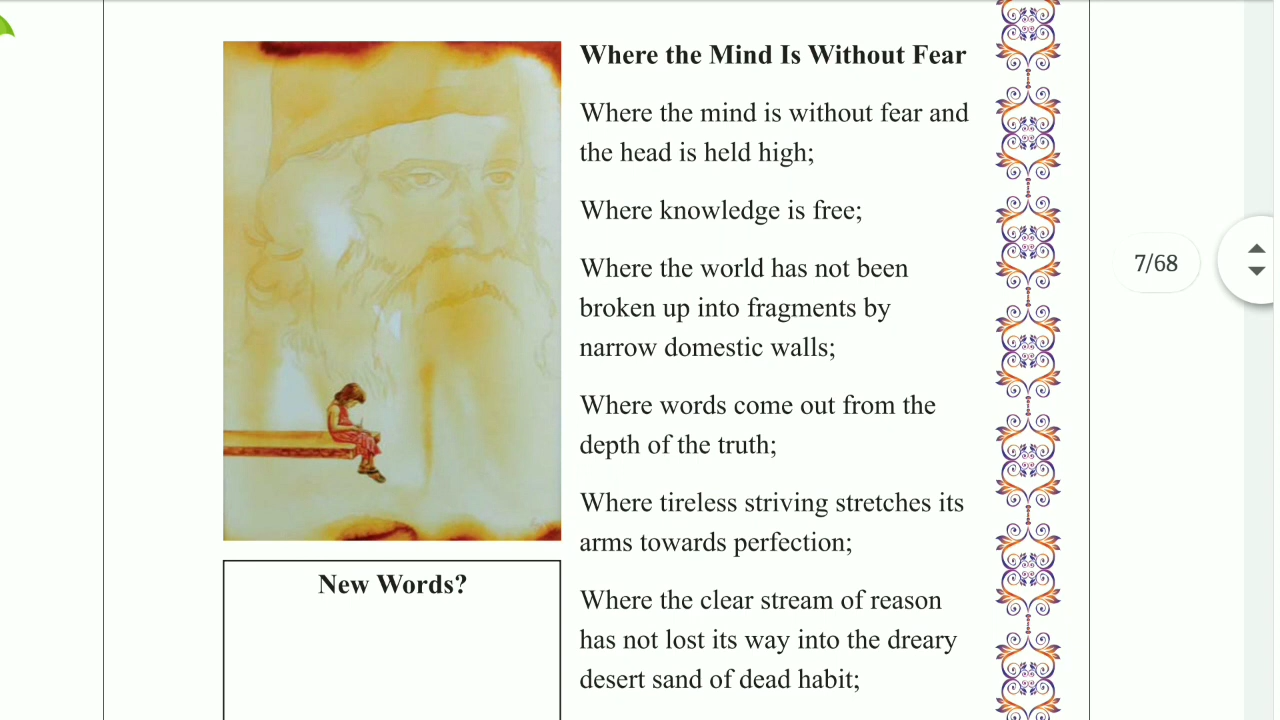 Where the Mind Is Without Fear
Where the mind is without fear and
the head is held high;
Where knowledge is free;
Where the world has not been
broken up into fragments by
narrow domestic walls;
Where words come out from the
depth of the truth;
Where tireless striving stretches its
arms towards perfection;
Where the clear stream of reason
has not lost its way into the dreary
desert sand of dead habit;
New Words?
7/68